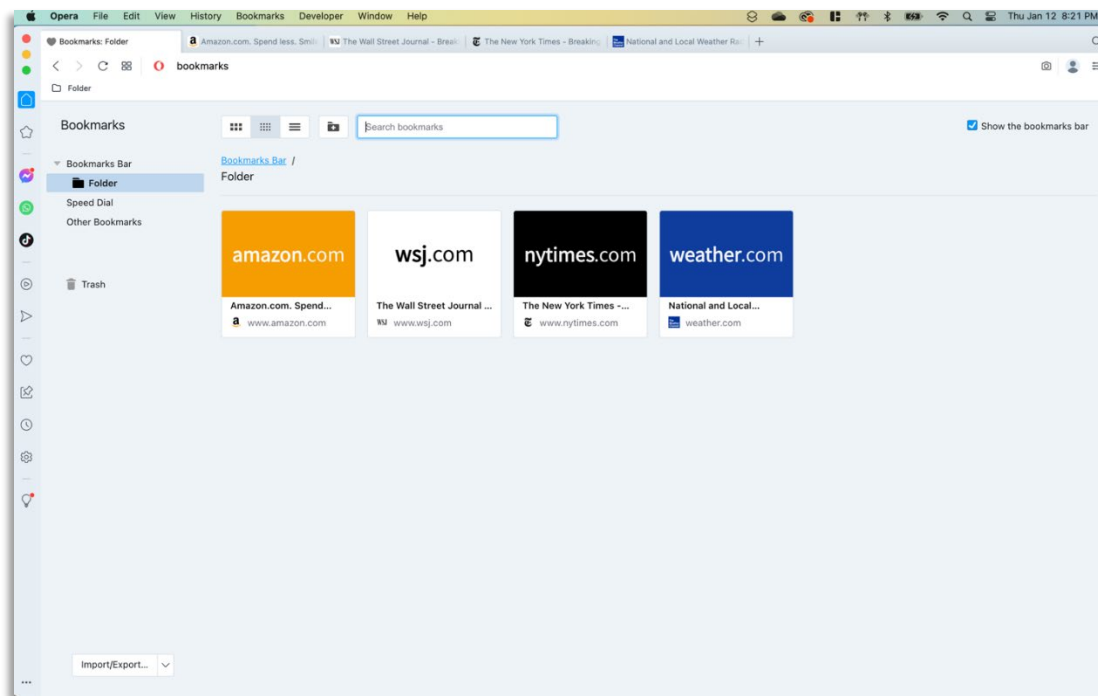 Opera File Edit View History Bookmarks Developer Window Help Thu Jan 12 8:21 PM
Bookmarks: Folder Amazon.com. Spend less. Smil The Wall Street Journal - Break The New York Times - Breaking National and Local Weather Ra
bookmarks
Folder
Bookmarks Search bookmarks Show the bookmarks bar
Bookmarks Bar
Folder
Speed Dial
Other Bookmarks
Trash
Bookmarks Bar /
Folder
amazon.com wsj.com nytimes.com weather.com
Amazon.com. Spend... The Wall Street Journal ... The New York Times -... National and Local...
a www.amazon.com WSJ www.wsj.com www.nytimes.com weather.com
Import/Export...